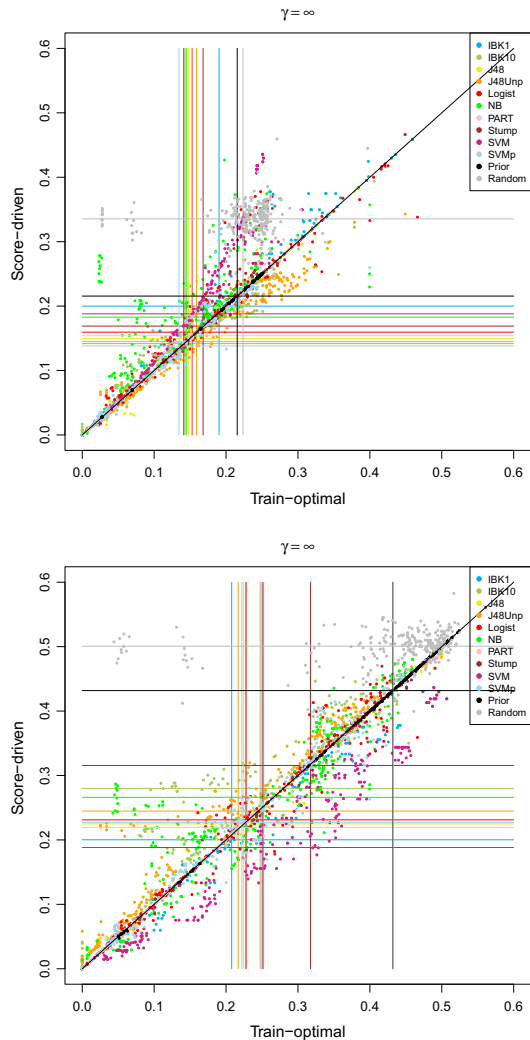 γ = ∞
0.6
0.5
0.4
0.3
0.2
0.1
0.0
Score−driven
0.0 0.1 0.2 0.3 0.4 0.5 0.6
Train−optimal
IBK1
IBK10
J48
J48Unp
Logist
NB
PART
Stump
SVM
SVMp
Prior
Random
γ = ∞
0.6
0.5
0.4
0.3
0.2
0.1
0.0
Score−driven
0.0 0.1 0.2 0.3 0.4 0.5 0.6
Train−optimal
IBK1
IBK10
J48
J48Unp
Logist
NB
PART
Stump
SVM
SVMp
Prior
Random